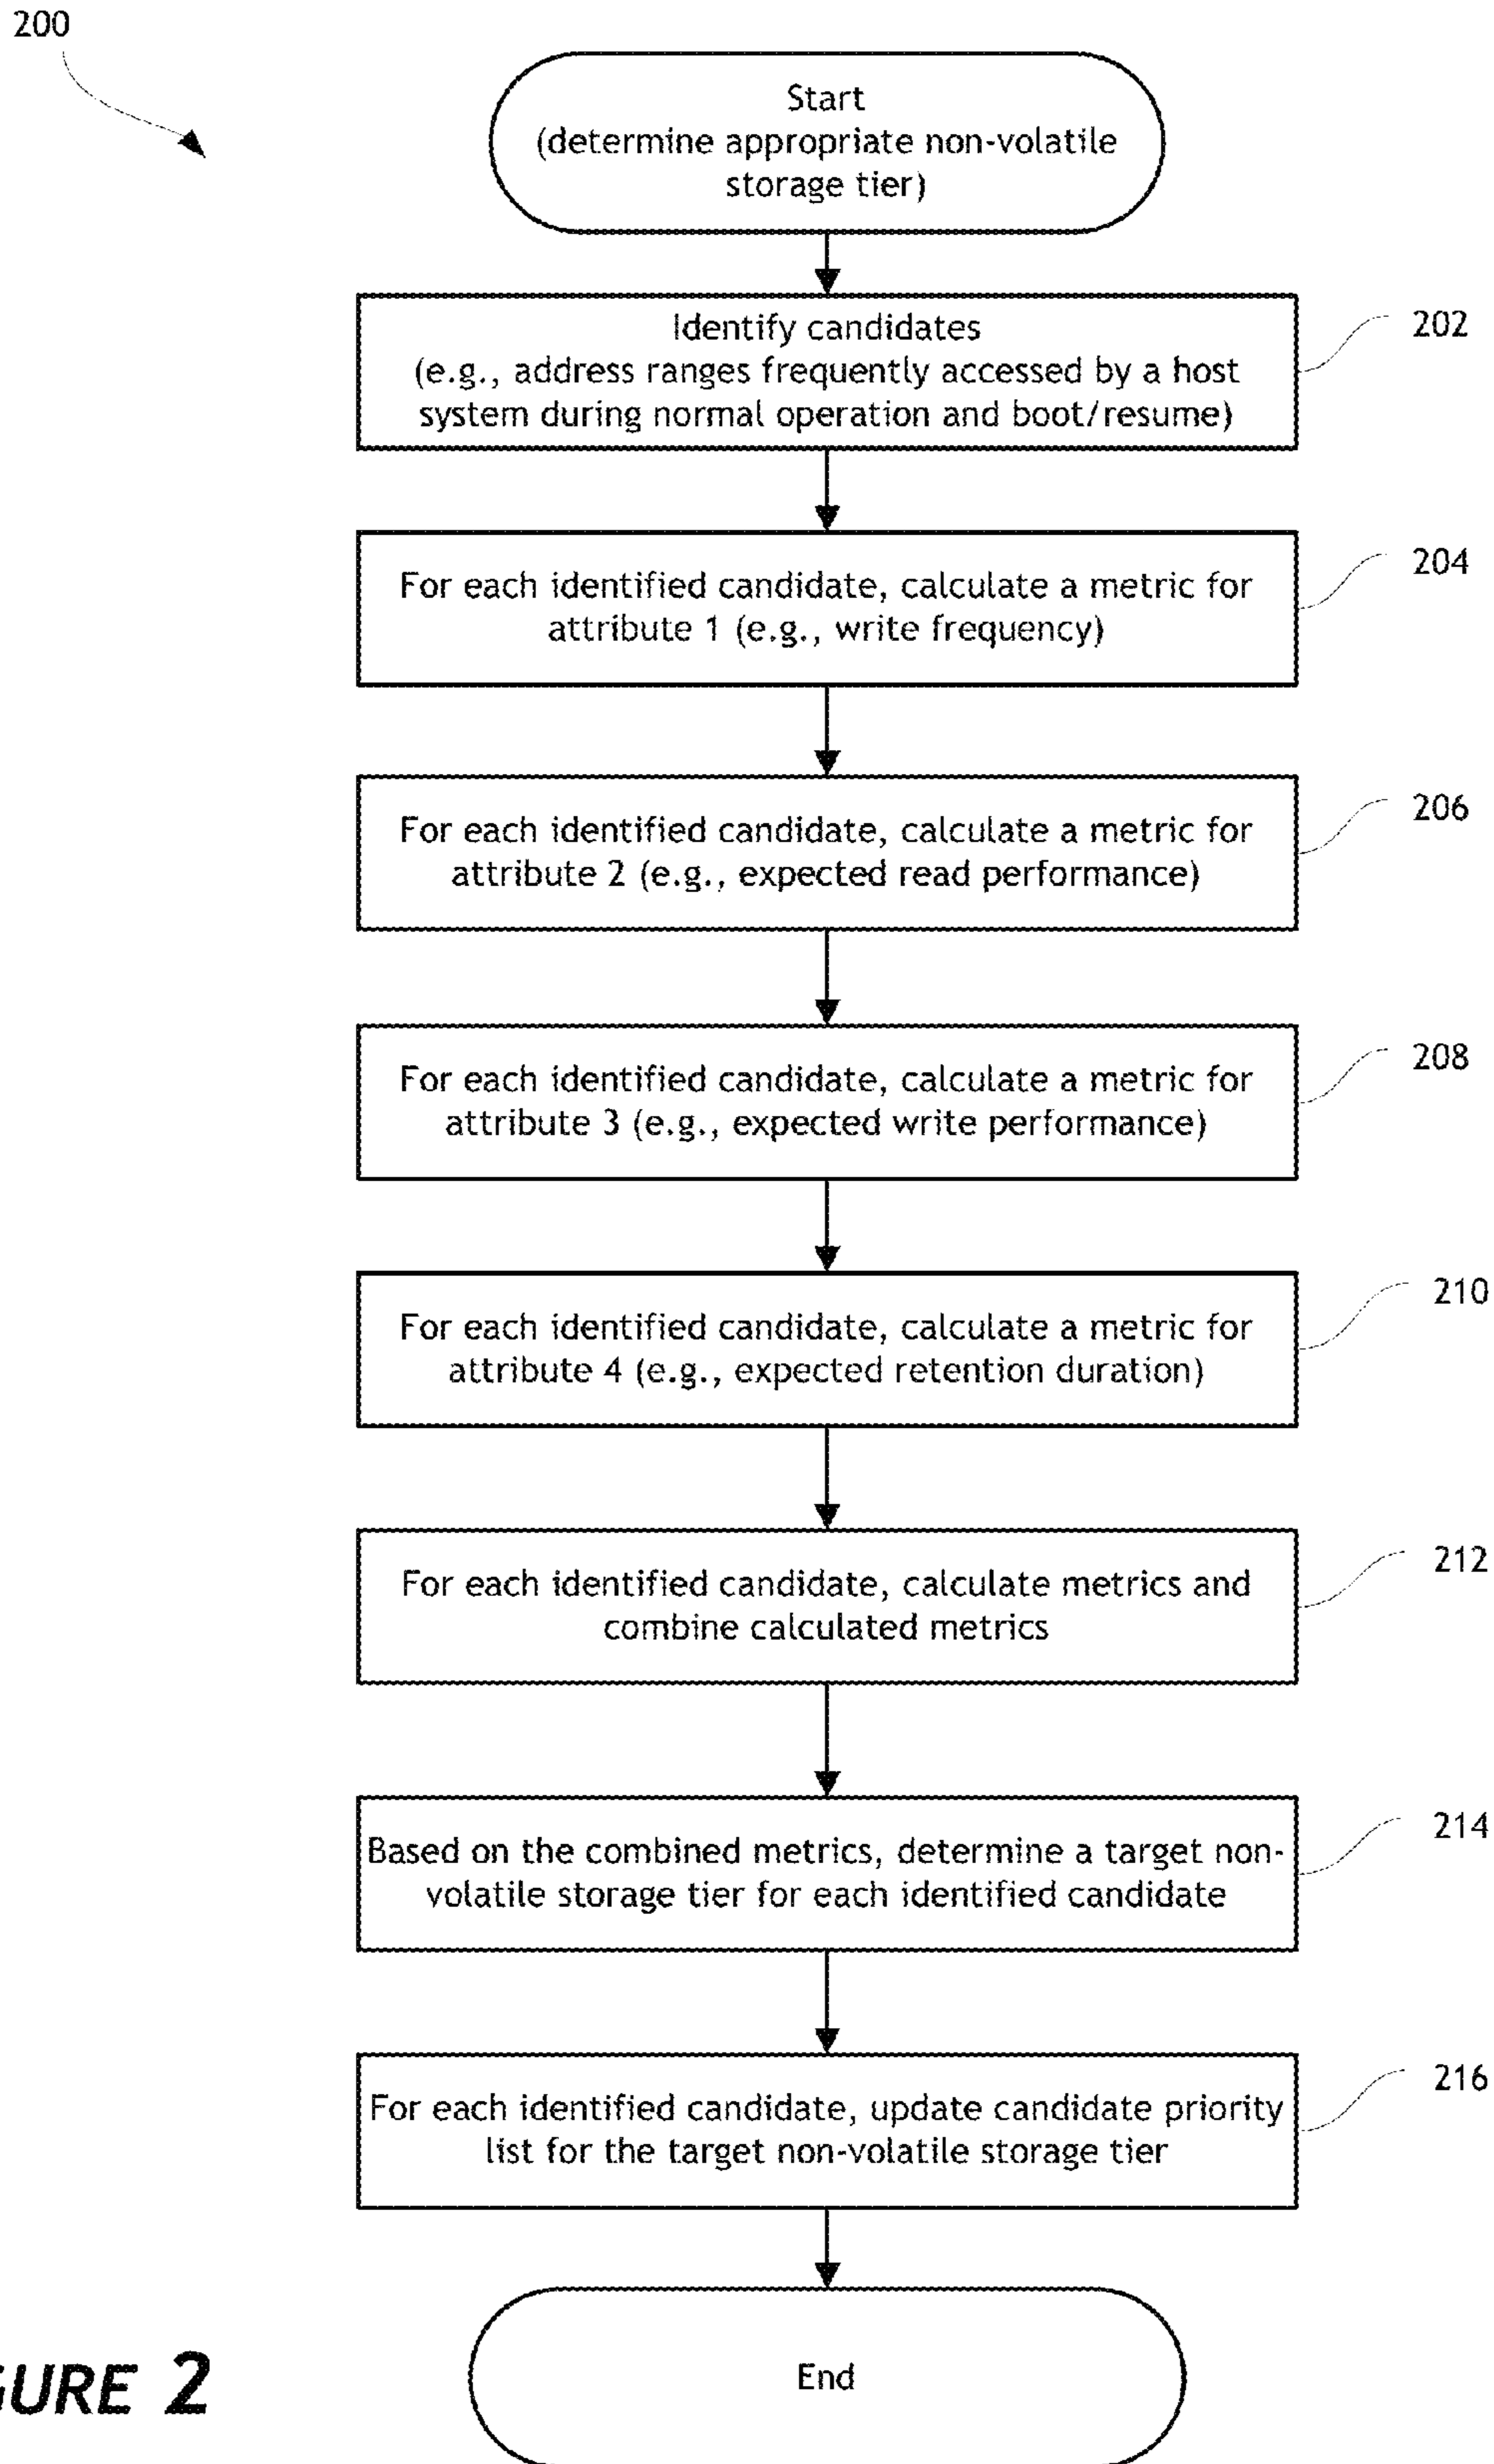 200
Start
(determine appropriate non-volatile
storage tier)
Identify candidates
(e.g., address ranges frequently accessed by a host
system during normal operation and boot/resume)
202
For each identified candidate, calculate a metric for
attribute 1 (e.g., write frequency)
204
For each identified candidate, calculate a metric for
attribute 2 (e.g., expected read performance)
206
For each identified candidate, calculate a metric for
attribute 3 (e.g., expected write performance)
208
For each identified candidate, calculate a metric for
attribute 4 (e.g., expected retention duration)
210
For each identified candidate, calculate metrics and
combine calculated metrics
212
Based on the combined metrics, determine a target non-
volatile storage tier for each identified candidate
214
For each identified candidate, update candidate priority
list for the target non-volatile storage tier
216
End
GURE 2